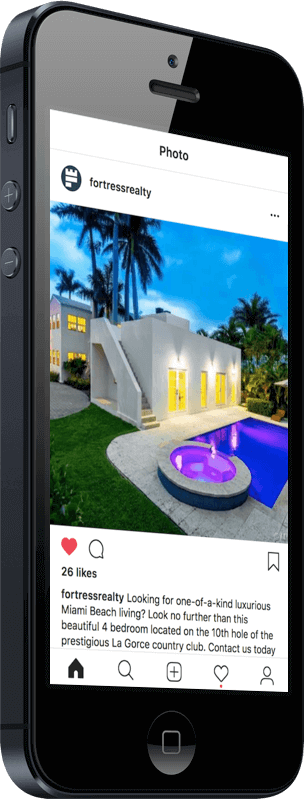 Photo
fortressrealty
26 likes
fortressrealty Looking for one-of-a-kind luxurious
Miami Beach living? Look no further than this
beautiful 4 bedroom located on the 10th hole of the
prestigious La Gorce country club. Contact us today